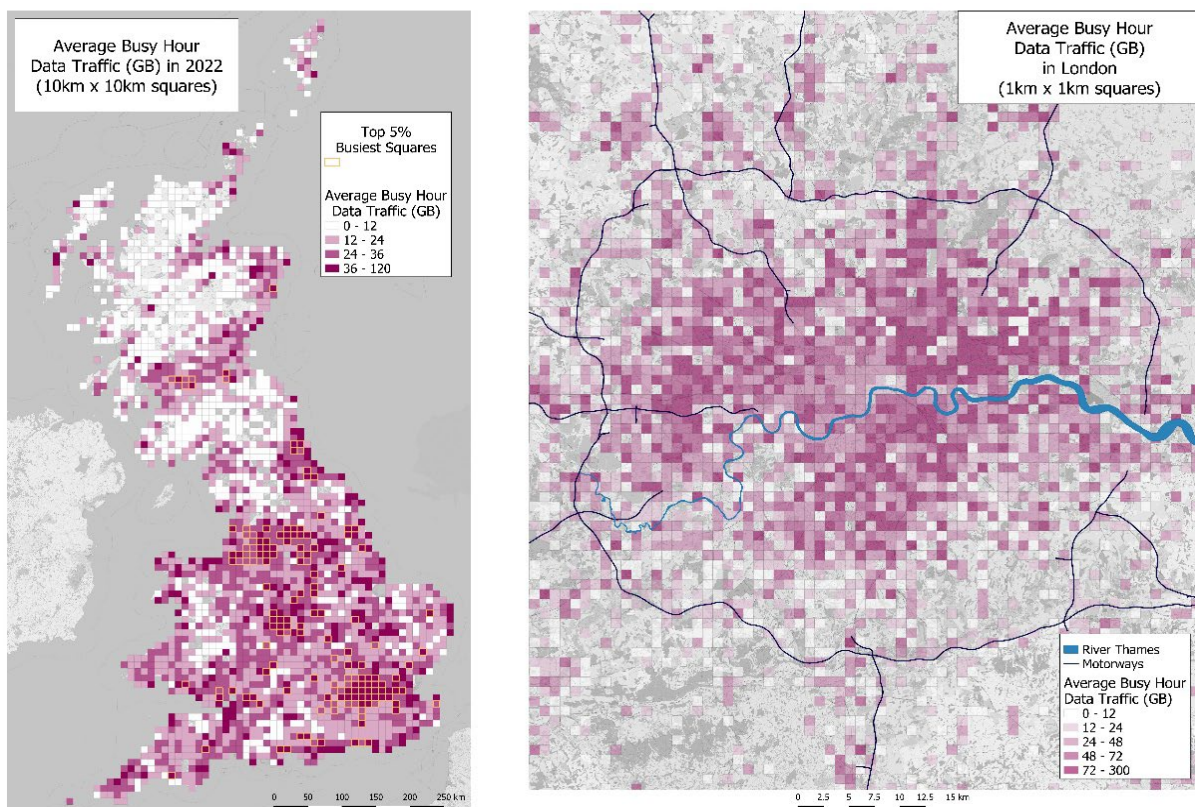 Average Busy Hour
Data Traffic (GB) in 2022
(10km x 10km squares)
Top 5%
Busiest Squares
Average Busy Hour
Data Traffic (GB)
0 - 12
12 - 24
24 - 36
36 - 120
0 50 100 150 200 250 km
Average Busy Hour
Data Traffic (GB)
in London
(1km x 1km squares)
River Thames
Motorways
Average Busy Hour
Data Traffic (GB)
0 - 12
12 - 24
24 - 48
48 - 72
72 - 300
0 2.5 5 7.5 10 12.5 15 km